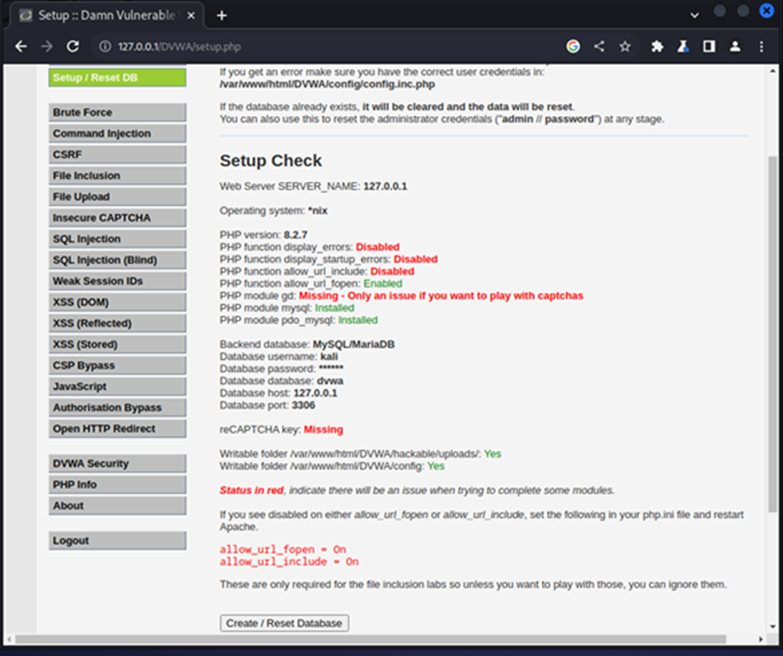 Setup :: Damn Vulnerable
127.0.0.1/DVWA/setup.php
Setup / Reset DB
Brute Force
Command Injection
CSRF
File Inclusion
File Upload
Insecure CAPTCHA
SQL Injection
SQL Injection (Blind)
Weak Session IDs
XSS (DOM)
XSS (Reflected)
XSS (Stored)
CSP Bypass
JavaScript
Authorisation Bypass
Open HTTP Redirect
DVWA Security
PHP Info
About
Logout
If you get an error make sure you have the correct user credentials in:
/var/www/html/DVWA/config/config.inc.php
If the database already exists, it will be cleared and the data will be reset.
You can also use this to reset the administrator credentials ("admin // password") at any stage.
Setup Check
Web Server SERVER_NAME: 127.0.0.1
Operating system: *nix
PHP version: 8.2.7
PHP function display_errors: Disabled
PHP function display_startup_errors: Disabled
PHP function allow_url_include: Disabled
PHP function allow_url_fopen: Enabled
PHP module gd: Missing - Only an issue if you want to play with captchas
PHP module mysql: Installed
PHP module pdo_mysql: Installed
Backend database: MySQL/MariaDB
Database username: kali
Database password: ******
Database database: dvwa
Database host: 127.0.0.1
Database port: 3306
reCAPTCHA key: Missing
Writable folder /var/www/html/DVWA/hackable/uploads/: Yes
Writable folder /var/www/html/DVWA/config: Yes
Status in red, indicate there will be an issue when trying to complete some modules.
If you see disabled on either allow_url_fopen or allow_url_include, set the following in your php.ini file and restart
Apache.
allow_url_fopen = On
allow_url_include = On
These are only required for the file inclusion labs so unless you want to play with those, you can ignore them.
Create / Reset Database